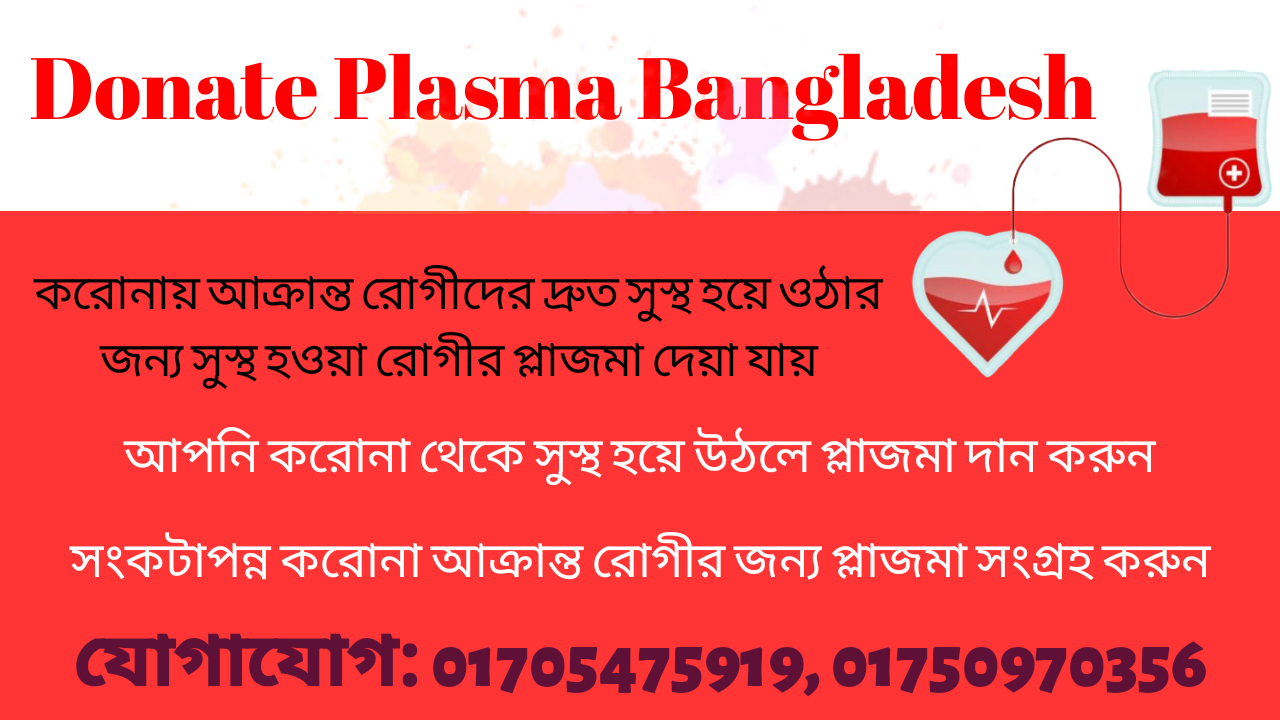 Donate Plasma Bangladesh
করোনায় আক্রান্ত রোগীদের দ্রুত সুস্থ হয়ে ওঠার
জন্য সুস্থ হওয়া রোগীর প্লাজমা দেয়া যায়
আপনি করোনা থেকে সুস্থ হয়ে উঠলে প্লাজমা দান করুন
সংকটাপন্ন করোনা আক্রান্ত রোগীর জন্য প্লাজমা সংগ্রহ করুন
যোগাযোগ: 01705475919, 01750970356